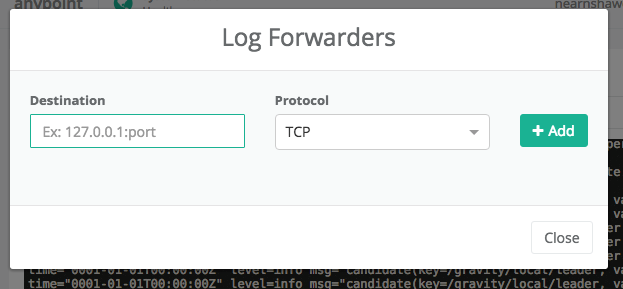 anypoint
nearnshaw
Log Forwarders
Destination
Protocol
Ex: 127.0.0.1:port
TCP
+ Add
Close
time="0001-01-01T00:00:00Z" level=info msg="candidate(key=/gravity/local/leader, va
time="0001-01-01T00:00:00Z" level=info msg="candidate(key=/gravity/local/leader, va